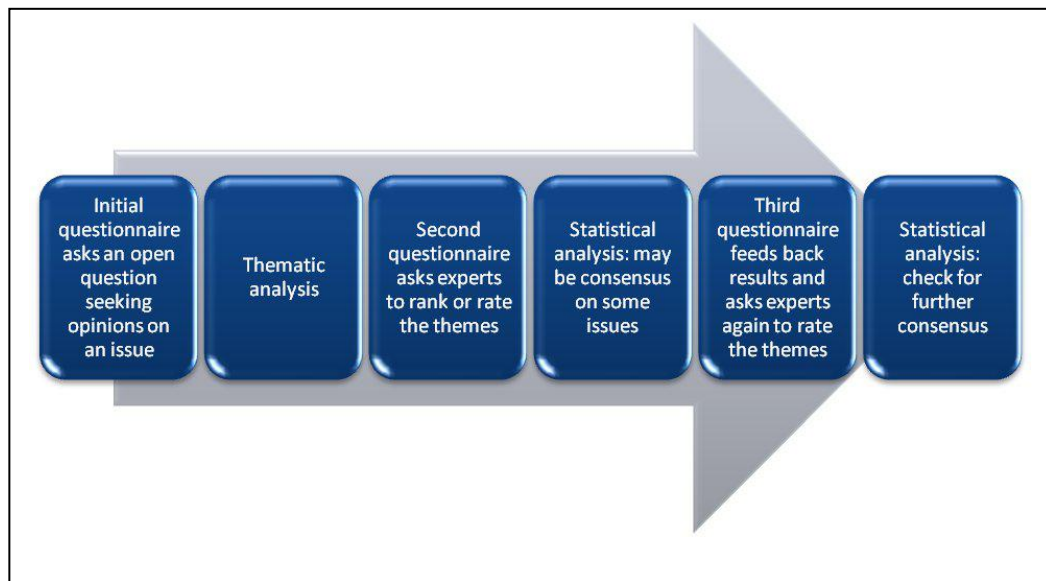 Initial
questionnaire
asks an open
question
seeking
opinions on
an issue
Thematic
analysis
Second
questionnaire
asks experts
to rank or rate
the themes
Statistical
analysis: may
be consensus
on some
issues
Third
questionnaire
feeds back
results and
asks experts
again to rate
the themes
Statistical
analysis:
check for
further
consensus